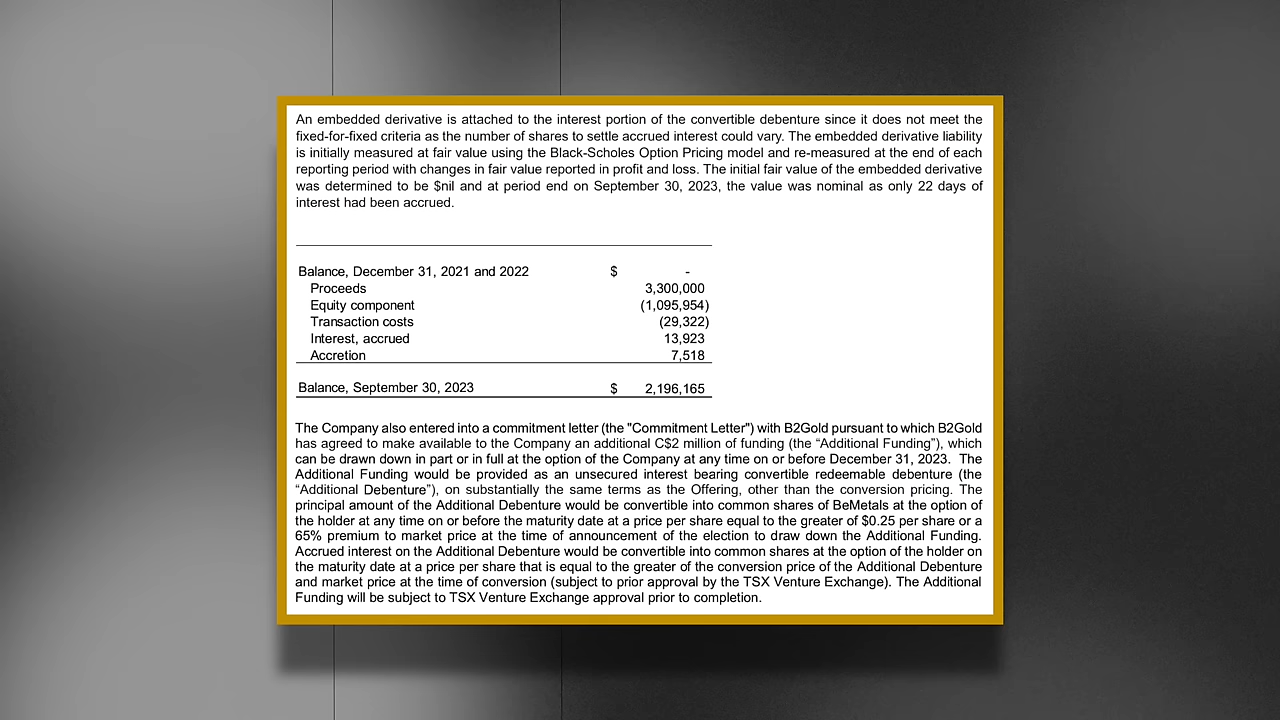 An embedded derivative is attached to the interest portion of the convertible debenture since it does not meet the
fixed-for-fixed criteria as the number of shares to settle accrued interest could vary. The embedded derivative liability
is initially measured at fair value using the Black-Scholes Option Pricing model and re-measured at the end of each
reporting period with changes in fair value reported in profit and loss. The initial fair value of the embedded derivative
was determined to be $nil and at period end on September 30, 2023, the value was nominal as only 22 days of
interest had been accrued.
Balance, December 31, 2021 and 2022 $ -
Proceeds 3,300,000
Equity component (1,095,954)
Transaction costs (29,322)
Interest, accrued 13,923
Accretion 7,518
Balance, September 30, 2023 $ 2,196,165
The Company also entered into a commitment letter (the "Commitment Letter") with B2Gold pursuant to which B2Gold
has agreed to make available to the Company an additional C$2 million of funding (the “Additional Funding”), which
can be drawn down in part or in full at the option of the Company at any time on or before December 31, 2023. The
Additional Funding would be provided as an unsecured interest bearing convertible redeemable debenture (the
“Additional Debenture”), on substantially the same terms as the Offering, other than the conversion pricing. The
principal amount of the Additional Debenture would be convertible into common shares of BeMetals at the option of
the holder at any time on or before the maturity date at a price per share equal to the greater of $0.25 per share or a
65% premium to market price at the time of announcement of the election to draw down the Additional Funding.
Accrued interest on the Additional Debenture would be convertible into common shares at the option of the holder on
the maturity date at a price per share that is equal to the greater of the conversion price of the Additional Debenture
and market price at the time of conversion (subject to prior approval by the TSX Venture Exchange). The Additional
Funding will be subject to TSX Venture Exchange approval prior to completion.